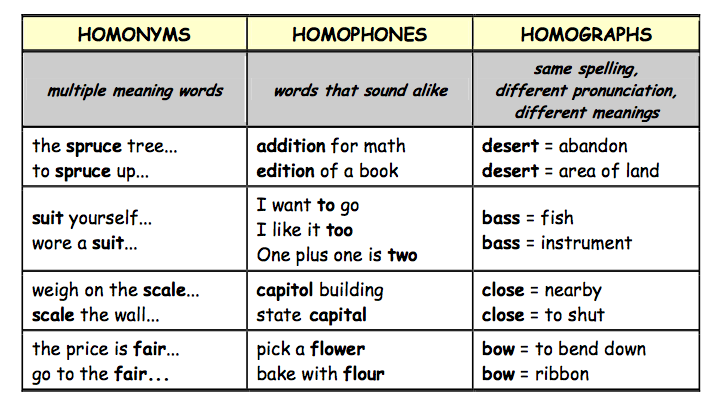 HOMONYMS
HOMOPHONES
HOMOGRAPHS
multiple meaning words
words that sound alike
same spelling,
different pronunciation,
different meanings
the spruce tree...
to spruce up...
addition for math
edition of a book
desert = abandon
desert = area of land
suit yourself...
wore a suit...
I want to go
I like it too
One plus one is two
bass = fish
bass = instrument
weigh on the scale...
scale the wall...
capitol building
state capital
close = nearby
close = to shut
the price is fair...
go to the fair...
pick a flower
bake with flour
bow = to bend down
bow = ribbon